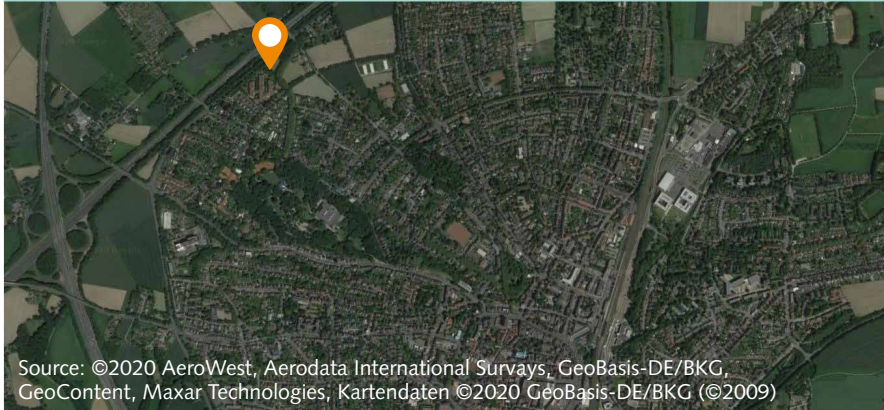 Source: ©2020 AeroWest, Aerodata International Survays, GeoBasis-DE/BKG,
GeoContent, Maxar Technologies, Kartendaten ©2020 GeoBasis-DE/BKG (©2009)